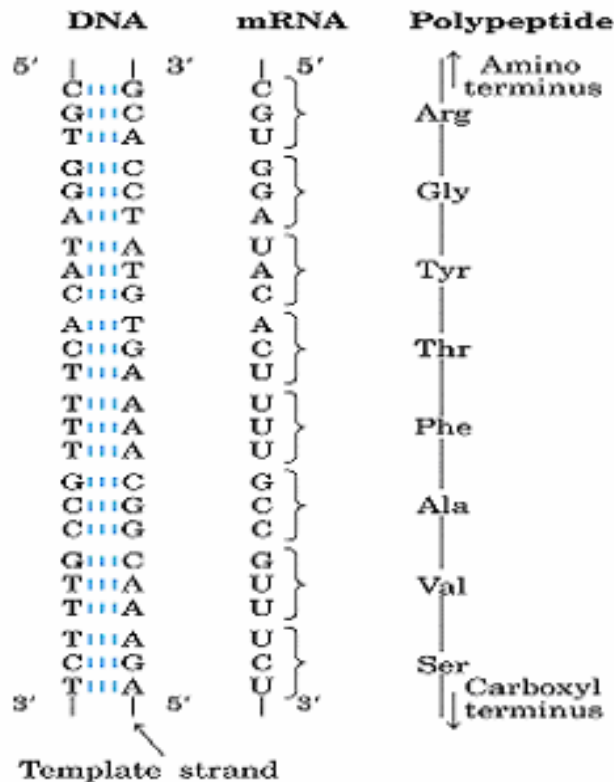 DNA mRNA Polypeptide
5′ 3′ 5′ Amino
terminus
C G C
G C G Arg
T A U
G C G
G C G Gly
A T A
T A U
A T A Tyr
C G C
A T A
C G C Thr
T A U
T A U
T A U Phe
T A U
G C G
C G C Ala
C G C
G C G
T A U Val
T A U
T A U
C G C Ser
T A U
3′ 5′ 3′ Carboxyl
terminus
Template strand